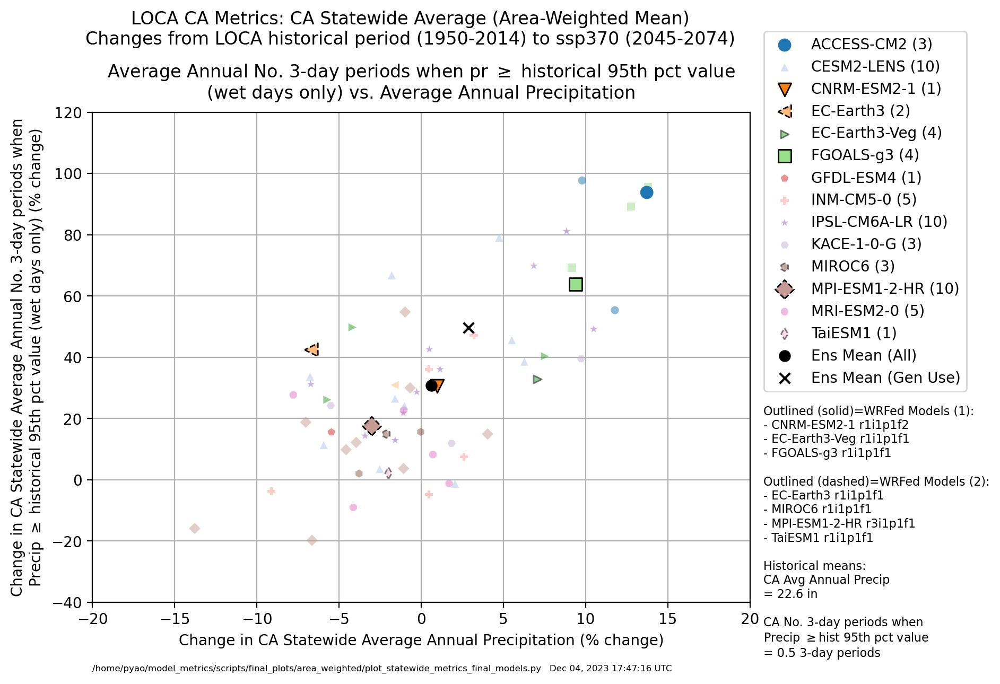 LOCA CA Metrics: CA Statewide Average (Area-Weighted Mean)
Changes from LOCA historical period (1950-2014) to ssp370 (2045-2074)
Average Annual No. 3-day periods when pr ≥ historical 95th pct value
(wet days only) vs. Average Annual Precipitation
Change in CA Statewide Average Annual No. 3-day periods when
Precip ≥ historical 95th pct value (wet days only) (% change)
120
100
80
60
40
20
0
−20
−40
−20 −15 −10 −5 0 5 10 15 20
Change in CA Statewide Average Annual Precipitation (% change)
ACCESS-CM2 (3)
CESM2-LENS (10)
CNRM-ESM2-1 (1)
EC-Earth3 (2)
EC-Earth3-Veg (4)
FGOALS-g3 (4)
GFDL-ESM4 (1)
INM-CM5-0 (5)
IPSL-CM6A-LR (10)
KACE-1-0-G (3)
MIROC6 (3)
MPI-ESM1-2-HR (10)
MRI-ESM2-0 (5)
TaiESM1 (1)
Ens Mean (All)
Ens Mean (Gen Use)
Outlined (solid)=WRFed Models (1):
- CNRM-ESM2-1 r1i1p1f2
- EC-Earth3-Veg r1i1p1f1
- FGOALS-g3 r1i1p1f1
Outlined (dashed)=WRFed Models (2):
- EC-Earth3 r1i1p1f1
- MIROC6 r1i1p1f1
- MPI-ESM1-2-HR r3i1p1f1
- TaiESM1 r1i1p1f1
Historical means:
CA Avg Annual Precip
= 22.6 in
CA No. 3-day periods when
Precip ≥ hist 95th pct value
= 0.5 3-day periods
/home/pyao/model_metrics/scripts/final_plots/area_weighted/plot_statewide_metrics_final_models.py Dec 04, 2023 17:47:16 UTC